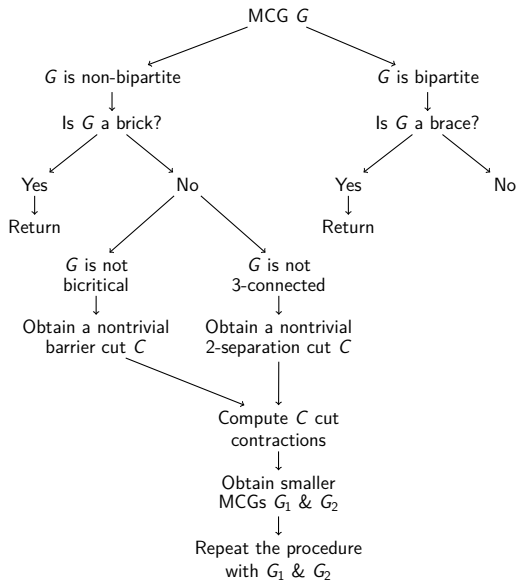 MCG G
G is non-bipartite
G is bipartite
Is G a brick?
Is G a brace?
Yes
No
Yes
No
Return
Return
G is not
bicritical
G is not
3-connected
Obtain a nontrivial
barrier cut C
Obtain a nontrivial
2-separation cut C
Compute C cut
contractions
Obtain smaller
MCGs G₁ & G₂
Repeat the procedure
with G₁ & G₂